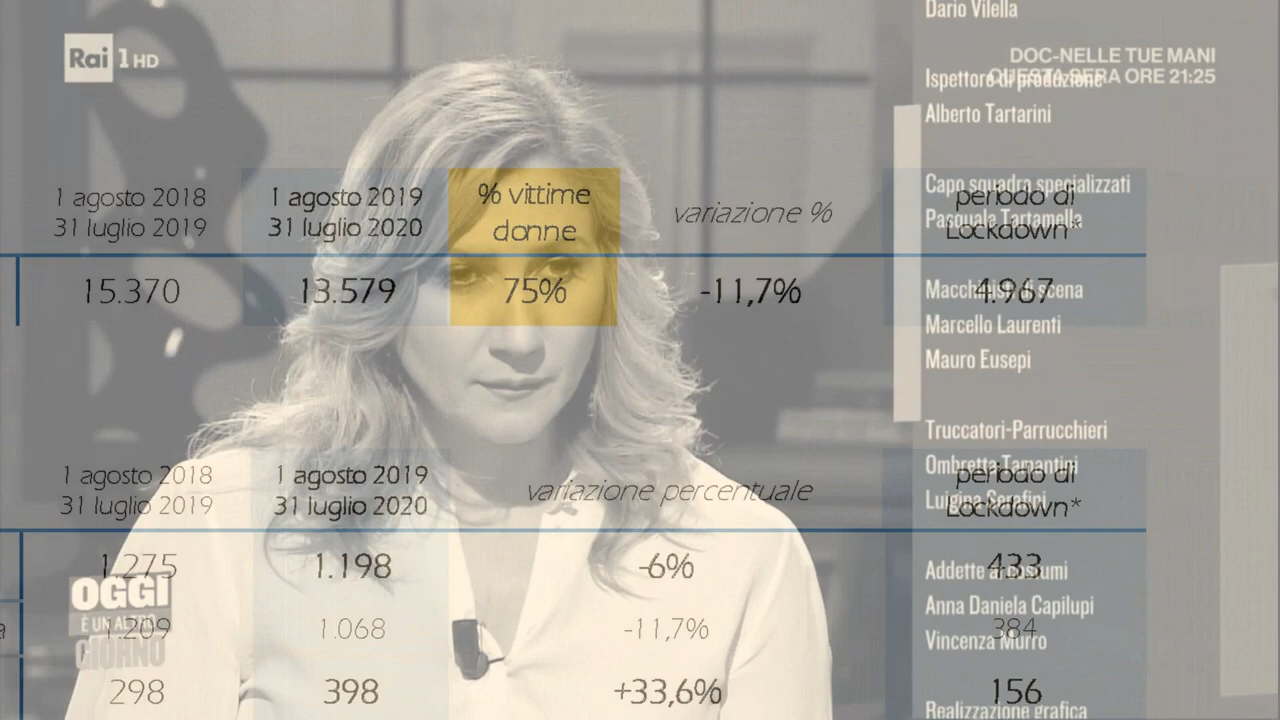 Dario Vilella
Rai 1 HD
DOC-NELLE TUE MANI
QUESTA SERA ORE 21:25
Ispettore di produzione
Alberto Tartarini
1 agosto 2018
31 luglio 2019
1 agosto 2019
31 luglio 2020
% vittime
donne
variazione %
periodo di
Lockdown*
Capo squadra specializzati
Pasquale Tartamella
15.370
13.579
75%
-11,7%
4.967
Macchinisti di scena
Marcello Laurenti
Mauro Eusepi
Truccatori-Parrucchieri
Ombretta Tamantini
Luigina Serafini
1 agosto 2018
31 luglio 2019
1 agosto 2019
31 luglio 2020
variazione percentuale
periodo di
Lockdown*
1.275
1.198
-6%
433
Addette ai costumi
Anna Daniela Capilupi
Vincenza Murro
OGGI
È UN ALTRO
GIORNO
a
1.209
1.068
-11,7%
384
298
398
+33,6%
156
Realizzazione grafica